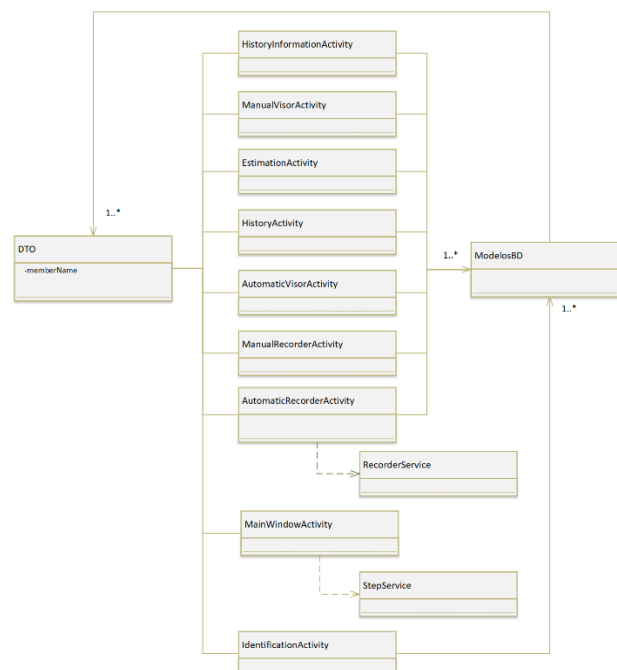 HistoryInformationActivity
ManualVisorActivity
EstimationActivity
1..*
HistoryActivity
DTO
-memberName
1..*
ModelosBD
AutomaticVisorActivity
1..*
ManualRecorderActivity
AutomaticRecorderActivity
RecorderService
MainWindowActivity
StepService
IdentificationActivity